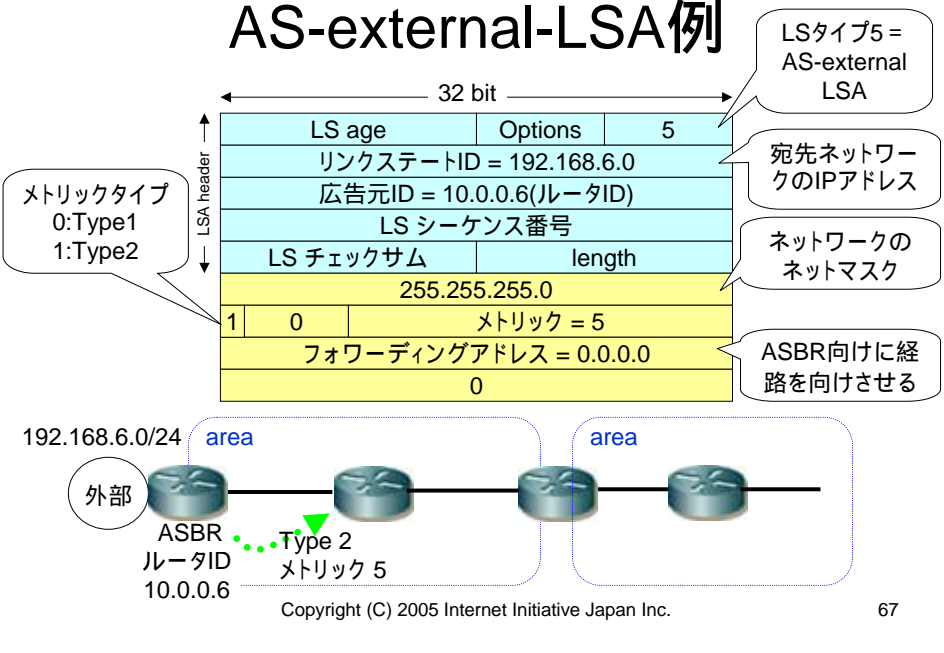 AS-external-LSA例
LSタイプ5 =
AS-external
LSA
32 bit
LSA header
LS age
Options
5
リンクステートID = 192.168.6.0
宛先ネットワー
クのIPアドレス
広告元ID = 10.0.0.6(ルータID)
メトリックタイプ
0:Type1
1:Type2
LS シーケンス番号
LS チェックサム
length
ネットワークの
ネットマスク
255.255.255.0
1
0
メトリック = 5
フォワーディングアドレス = 0.0.0.0
ASBR向けに経
路を向けさせる
0
192.168.6.0/24
area
area
外部
ASBR
ルータID
10.0.0.6
Type 2
メトリック 5
Copyright (C) 2005 Internet Initiative Japan Inc.
67